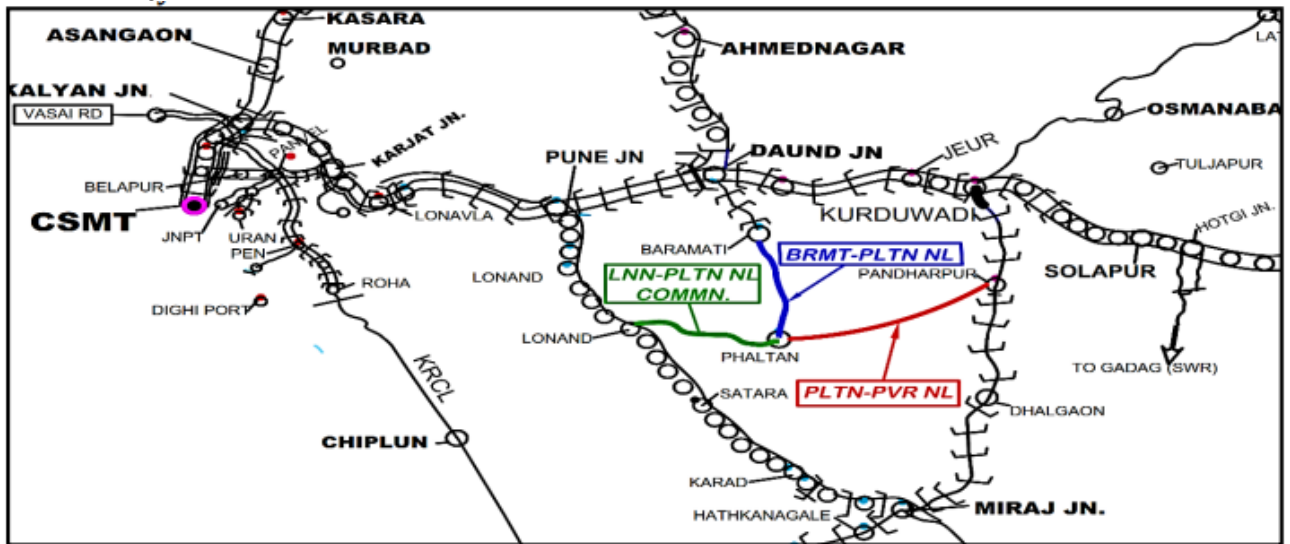 KASARA
ASANGAON
MURBAD
AHMEDNAGAR
KALYAN JN.
VASAI RD
OSMANABA
PANVEL
KARJAT JN.
PUNE JN
DAUND JN
JEUR
TULJAPUR
BELAPUR
CSMT
LONAVLA
KURDUWADI
HOTGI JN.
JNPT
URAN
PEN
BARAMATI
BRMT-PLTN NL
SOLAPUR
LONAND
LNN-PLTN NL
COMMN.
PANDHARPUR
ROHA
DIGHI PORT
LONAND
PHALTAN
TO GADAG (SWR)
KRCL
PLTN-PVR NL
SATARA
DHALGAON
CHIPLUN
KARAD
HATHKANAGALE
MIRAJ JN.